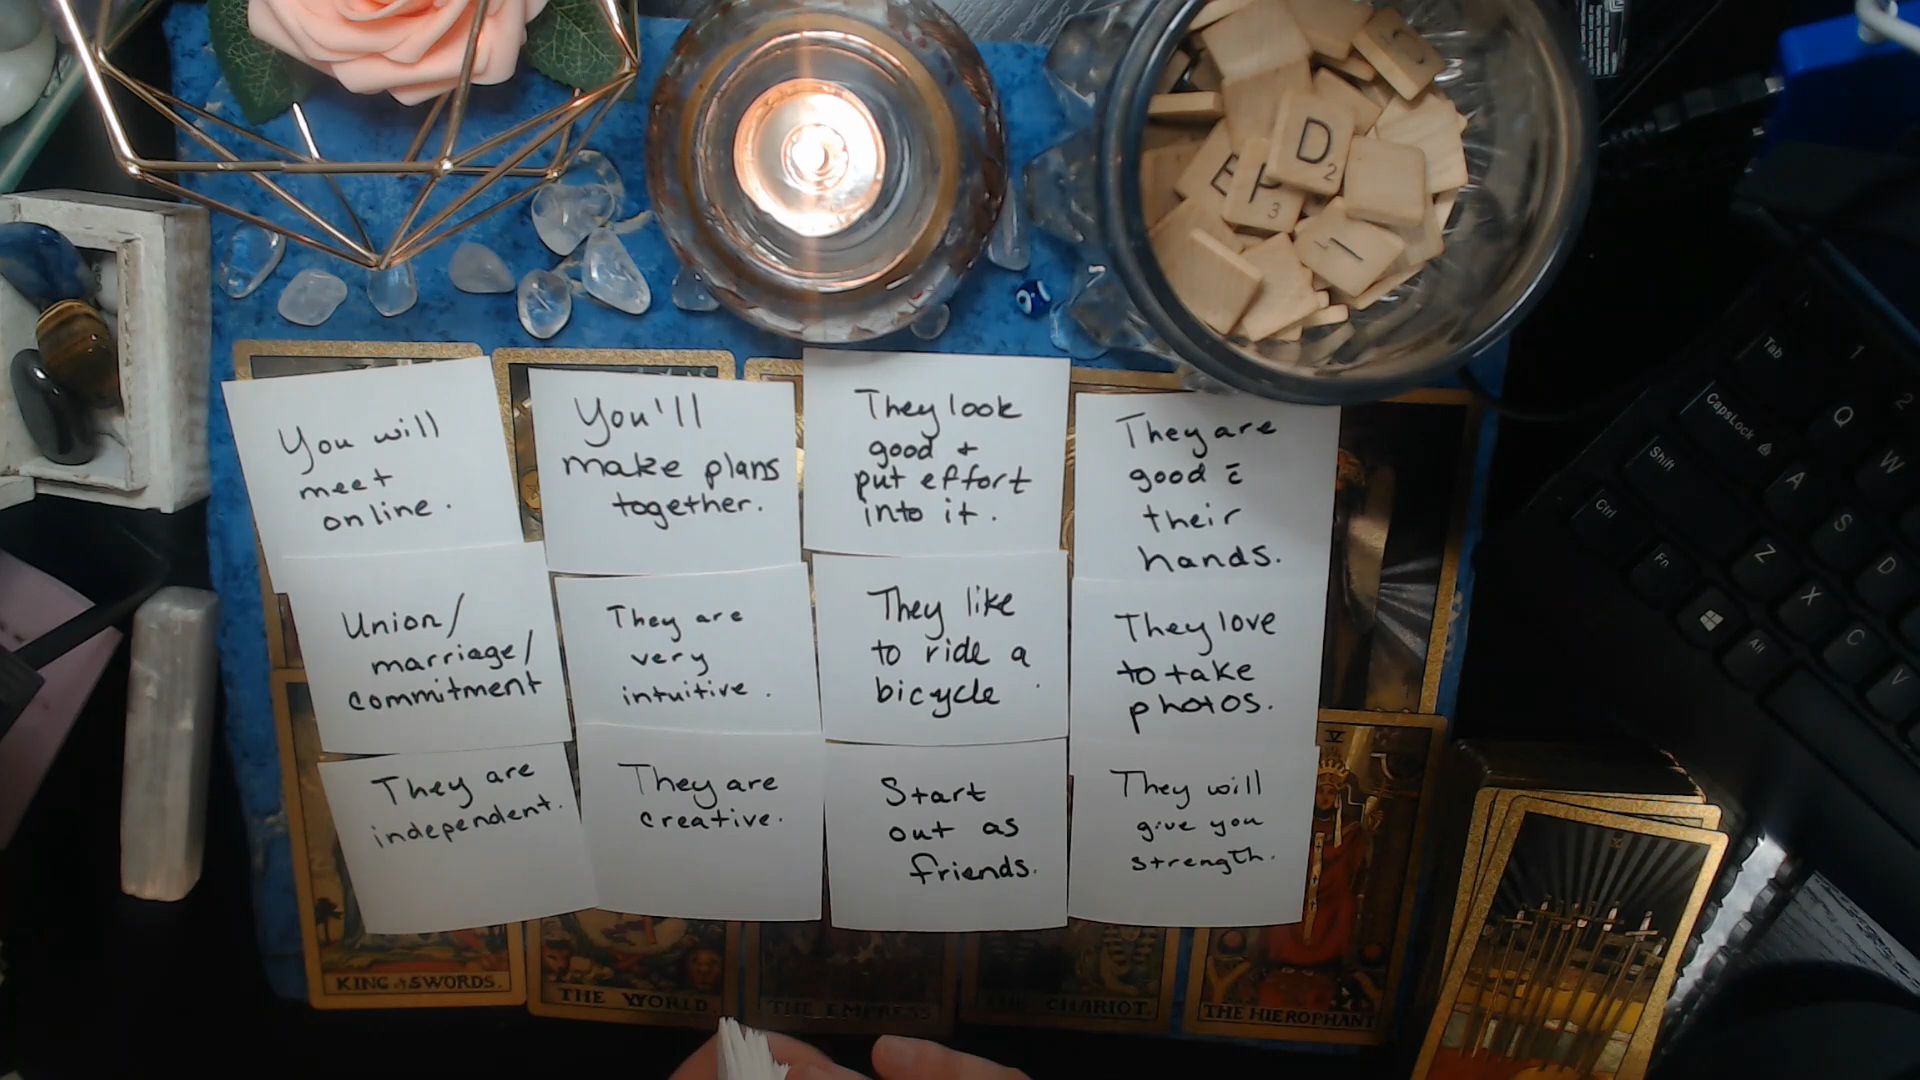 You will
meet
online.
You'll
make plans
together.
They look
good +
put effort
into it.
They are
good c̄
their
hands.
Union/
marriage/
commitment
They are
very
intuitive.
They like
to ride a
bicycle.
They love
to take
photos.
They are
independent.
They are
creative.
Start
out as
friends.
They will
give you
strength.
KING of SWORDS.
THE WORLD
THE EMPRESS
THE CHARIOT.
THE HIEROPHANT
V
D2
E
3
Tab
1
2
CapsLock
Q
W
Shift
A
S
D
Ctrl
Fn
Z
X
C
V
Alt